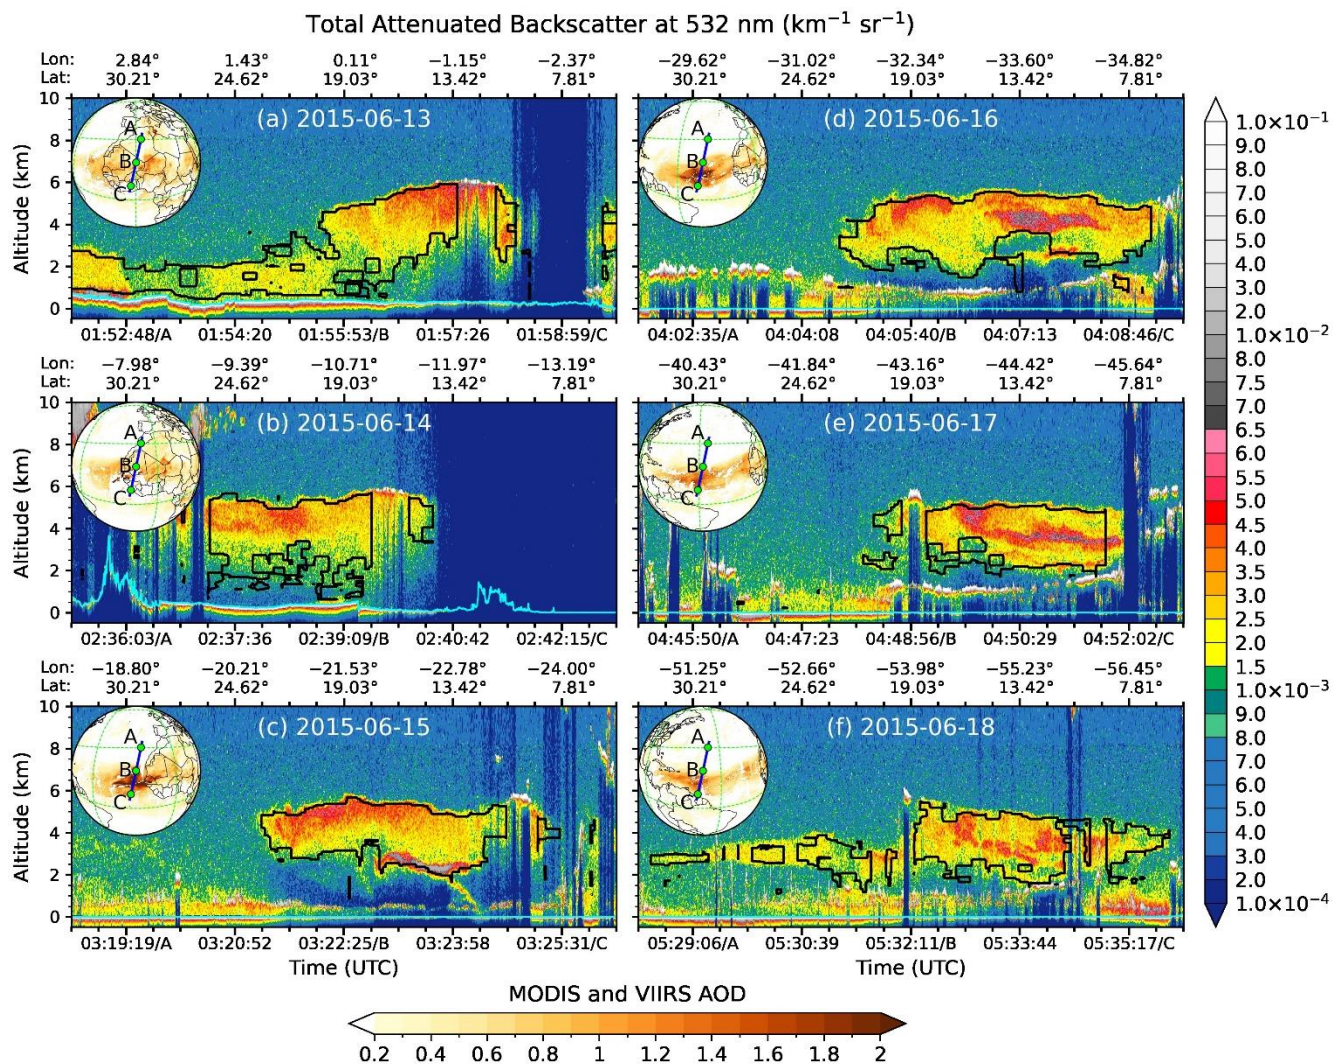 Total Attenuated Backscatter at 532 nm (km⁻¹ sr⁻¹)
Lon: 2.84° 1.43° 0.11° −1.15° −2.37°
Lat: 30.21° 24.62° 19.03° 13.42° 7.81°
−29.62° −31.02° −32.34° −33.60° −34.82°
30.21° 24.62° 19.03° 13.42° 7.81°
(a) 2015-06-13
A
B
C
Altitude (km)
10
8
6
4
2
0
01:52:48/A 01:54:20 01:55:53/B 01:57:26 01:58:59/C
(d) 2015-06-16
A
B
C
04:02:35/A 04:04:08 04:05:40/B 04:07:13 04:08:46/C
−7.98° −9.39° −10.71° −11.97° −13.19°
30.21° 24.62° 19.03° 13.42° 7.81°
−40.43° −41.84° −43.16° −44.42° −45.64°
30.21° 24.62° 19.03° 13.42° 7.81°
(b) 2015-06-14
A
B
C
Altitude (km)
10
8
6
4
2
0
02:36:03/A 02:37:36 02:39:09/B 02:40:42 02:42:15/C
(e) 2015-06-17
A
B
C
04:45:50/A 04:47:23 04:48:56/B 04:50:29 04:52:02/C
Lon: −18.80° −20.21° −21.53° −22.78° −24.00°
Lat: 30.21° 24.62° 19.03° 13.42° 7.81°
−51.25° −52.66° −53.98° −55.23° −56.45°
30.21° 24.62° 19.03° 13.42° 7.81°
(c) 2015-06-15
A
B
C
Altitude (km)
10
8
6
4
2
0
03:19:19/A 03:20:52 03:22:25/B 03:23:58 03:25:31/C
Time (UTC)
(f) 2015-06-18
A
B
C
05:29:06/A 05:30:39 05:32:11/B 05:33:44 05:35:17/C
Time (UTC)
1.0×10⁻¹
9.0
8.0
7.0
6.0
5.0
4.0
3.0
2.0
1.0×10⁻²
8.0
7.5
7.0
6.5
6.0
5.5
5.0
4.5
4.0
3.5
3.0
2.5
2.0
1.5
1.0×10⁻³
9.0
8.0
7.0
6.0
5.0
4.0
3.0
2.0
1.0×10⁻⁴
MODIS and VIIRS AOD
0.2 0.4 0.6 0.8 1 1.2 1.4 1.6 1.8 2